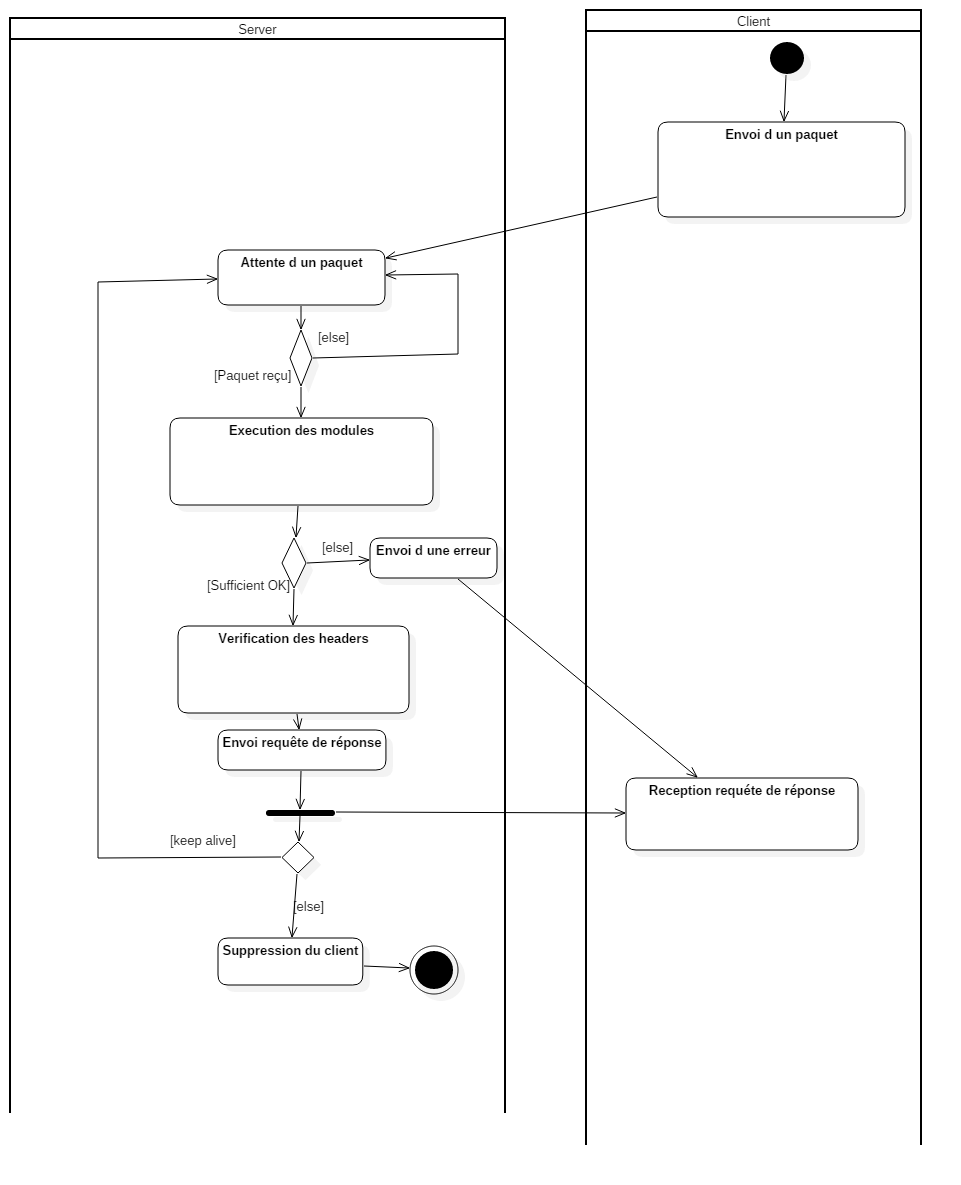 Server
Client
Envoi d un paquet
Attente d un paquet
[else]
[Paquet reçu]
Execution des modules
[else]
Envoi d une erreur
[Sufficient OK]
Verification des headers
Envoi requête de réponse
Reception requéte de réponse
[keep alive]
[else]
Suppression du client